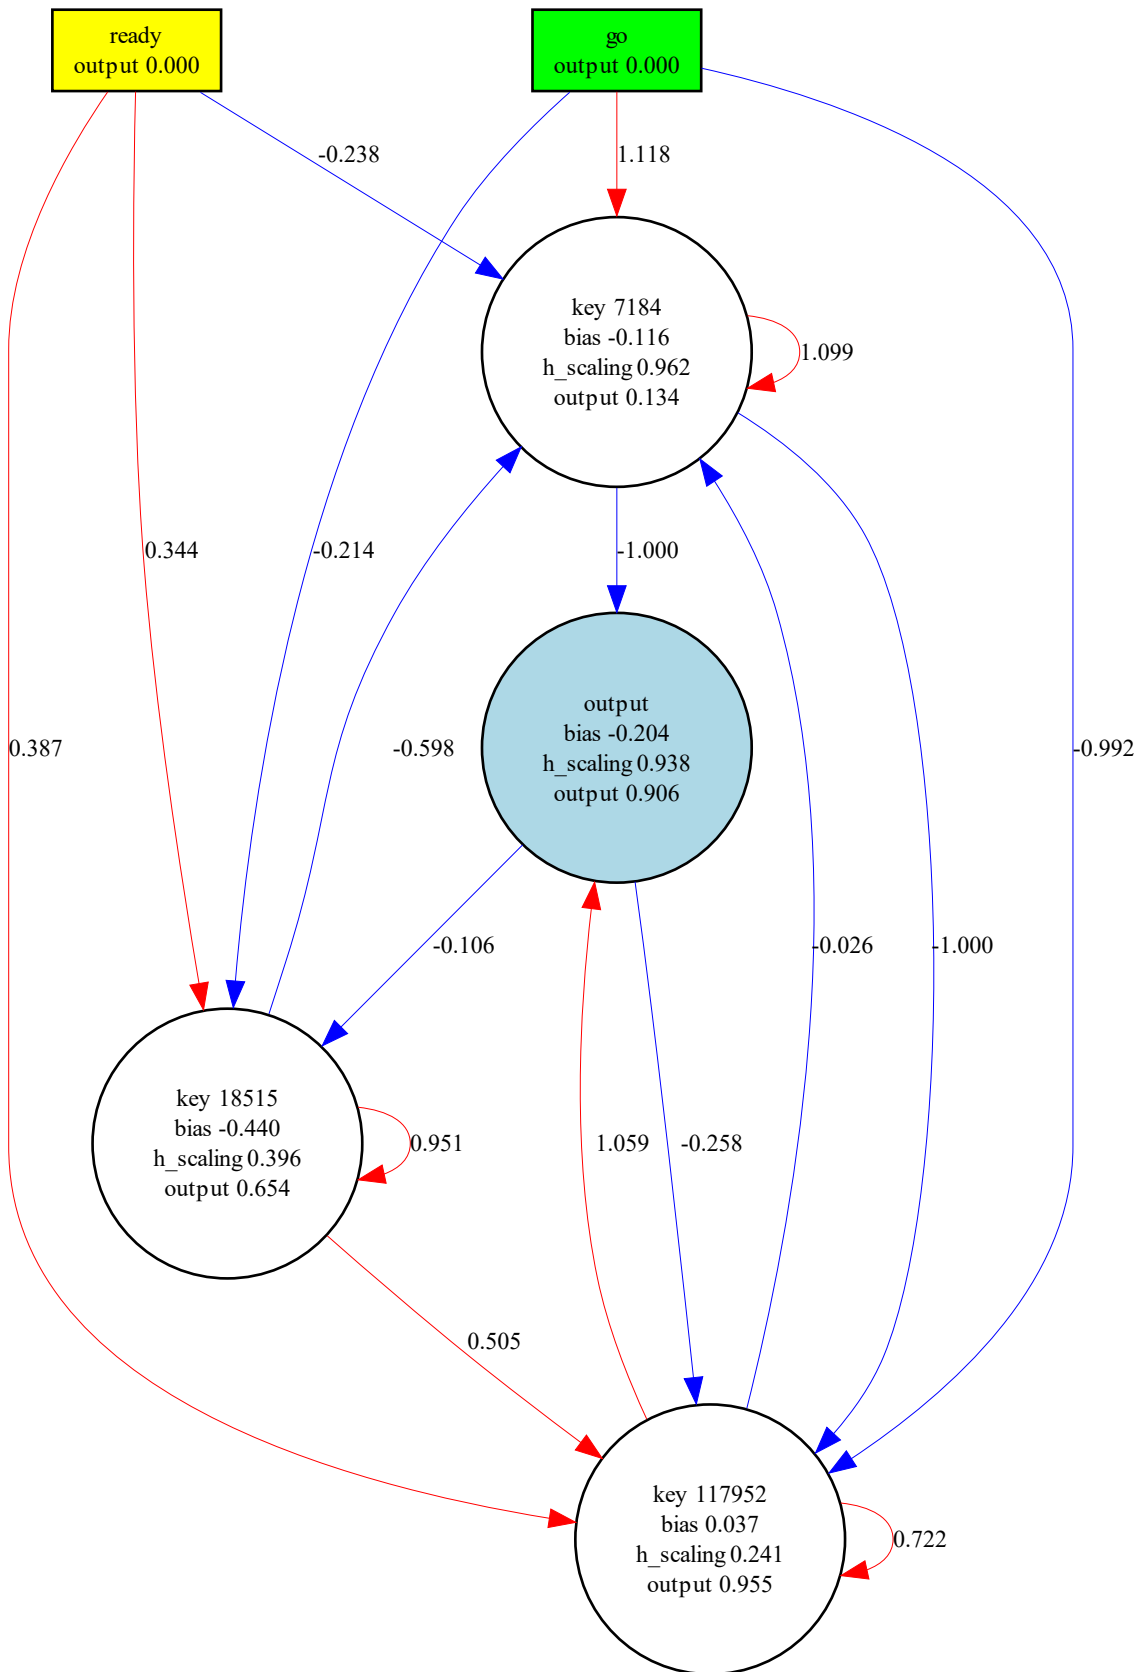 ready
output 0.000
go
output 0.000
-0.238
1.118
key 7184
bias -0.116
h_scaling 0.962
output 0.134
1.099
0.344
-0.214
-1.000
output
bias -0.204
h_scaling 0.938
output 0.906
0.387
-0.598
-0.992
-0.106
-0.026
-1.000
key 18515
bias -0.440
h_scaling 0.396
output 0.654
0.951
1.059
-0.258
0.505
key 117952
bias 0.037
h_scaling 0.241
output 0.955
0.722